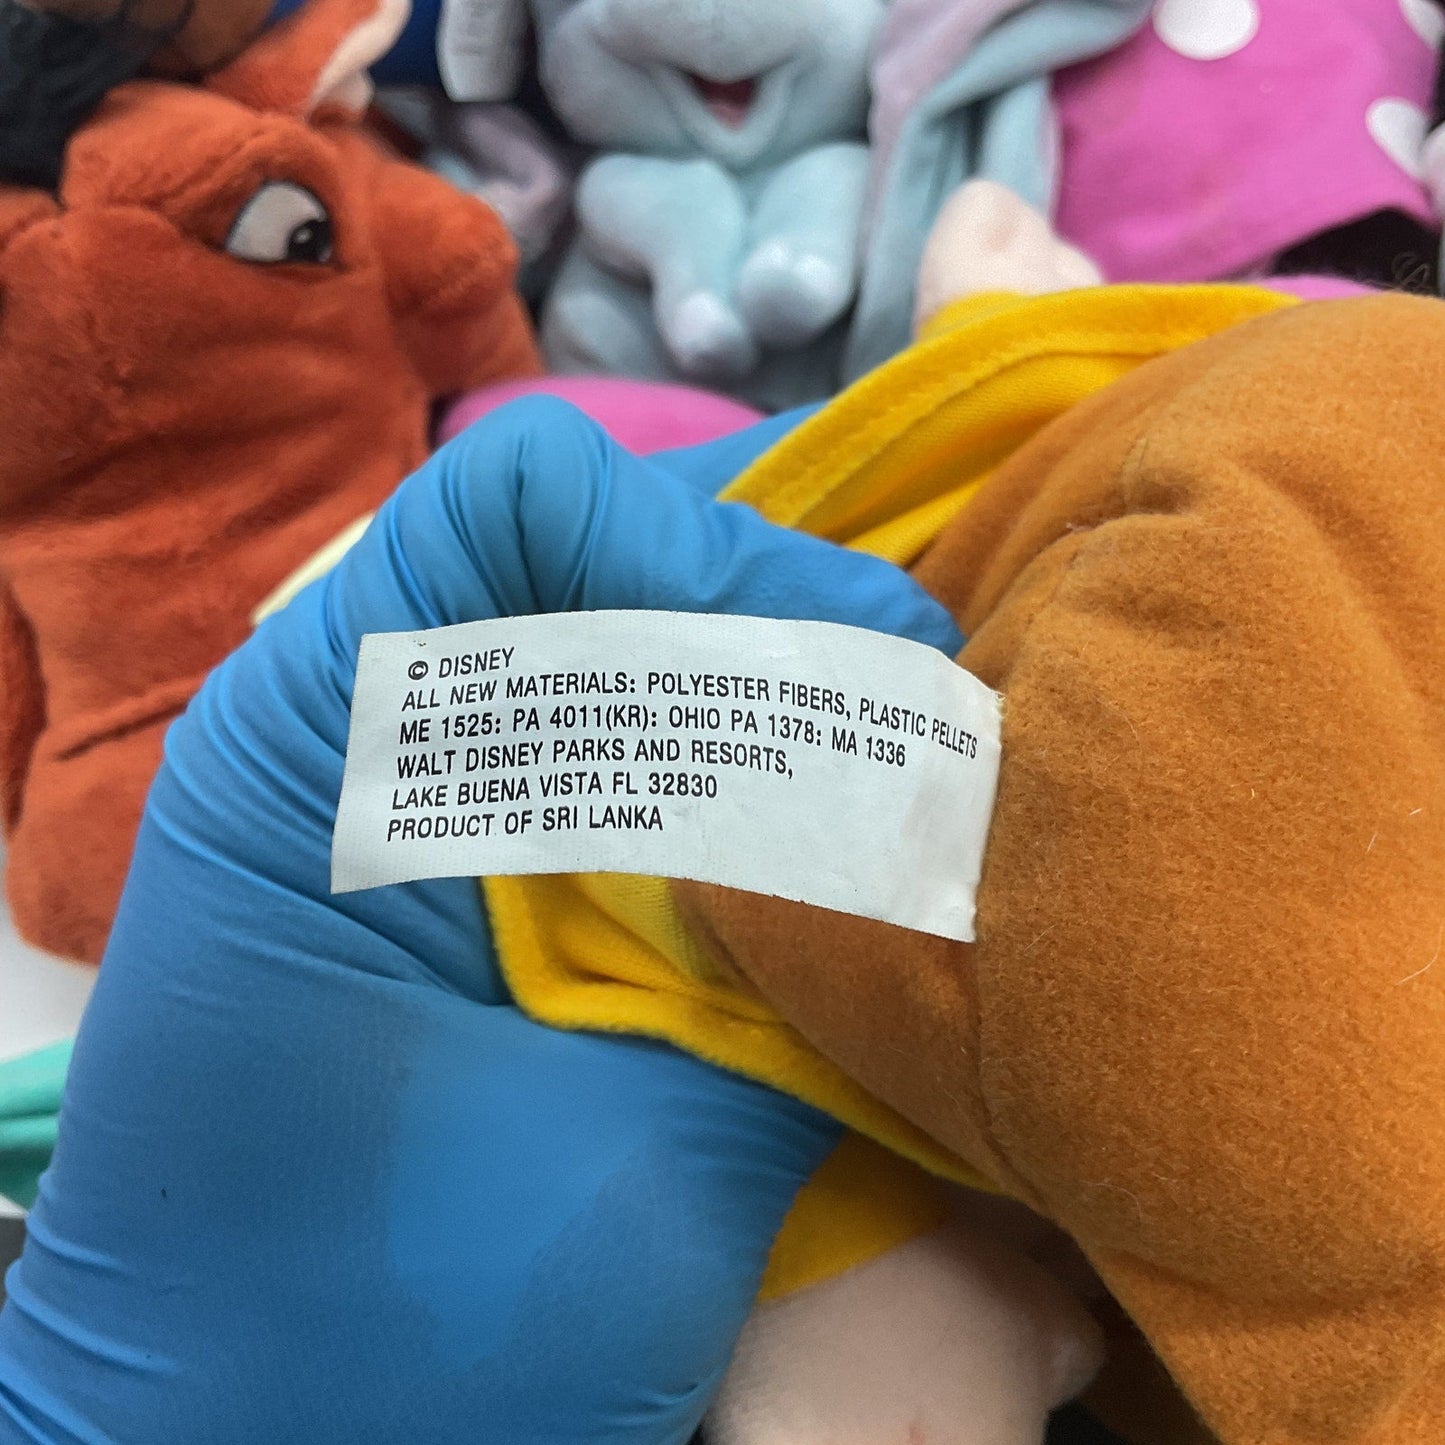 © DISNEY
ALL NEW MATERIALS: POLYESTER FIBERS, PLASTIC PELLETS
ME 1525: PA 4011(KR): OHIO PA 1378: MA 1336
WALT DISNEY PARKS AND RESORTS,
LAKE BUENA VISTA FL 32830
PRODUCT OF SRI LANKA